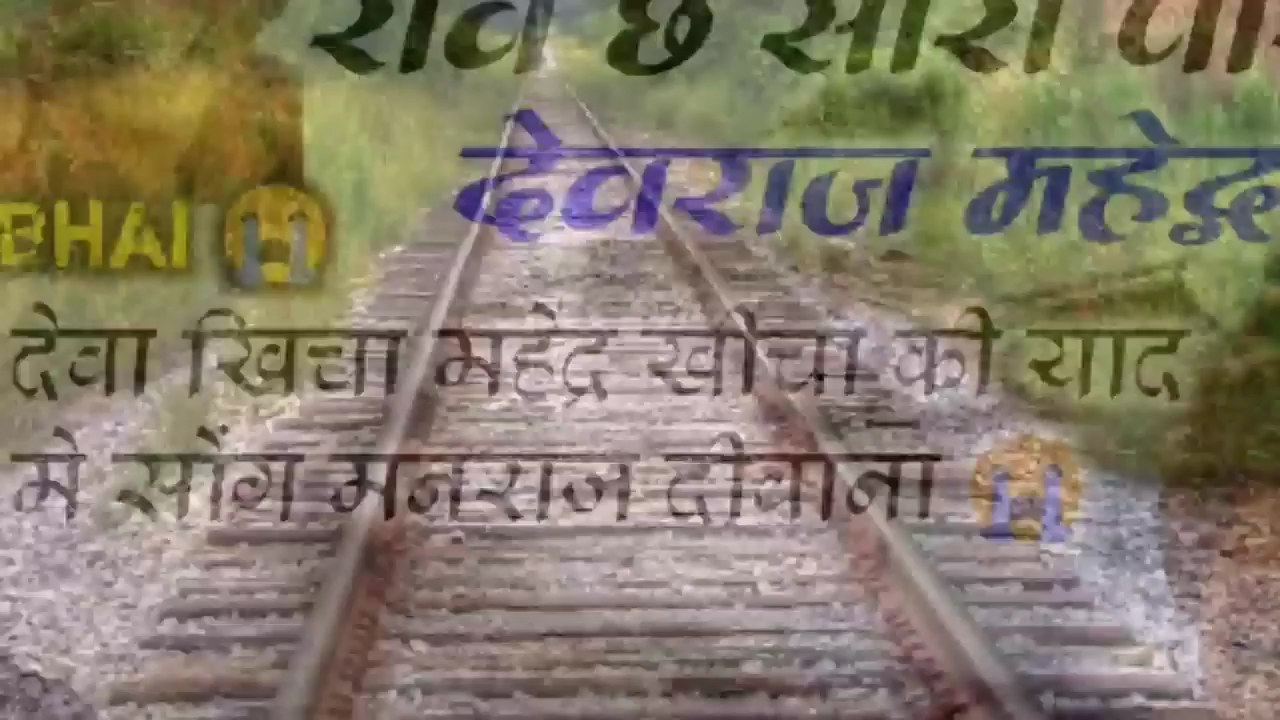 रोवे छ सारा
देवराज
BHAI 😭
देवा खिच्चा महेंद्र खींचा की याद
मे सोंग मनराज दीवाना 😭